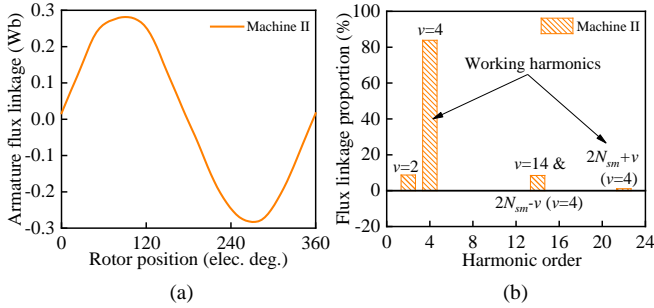 0.3
0.2
0.1
0.0
-0.1
-0.2
0.3
0
120
240
360
Armature flux linkage (Wb)
Rotor position (elec. deg.)
Machine II
(a)
100
80
60
40
20
0
-20
0
4
8
12
16
20
24
Flux linkage proportion (%)
Harmonic order
Machine II
v=4
Working harmonics
v=2
v=14 &
2Nsm-v (v=4)
2Nsm+v
(v=4)
(b)